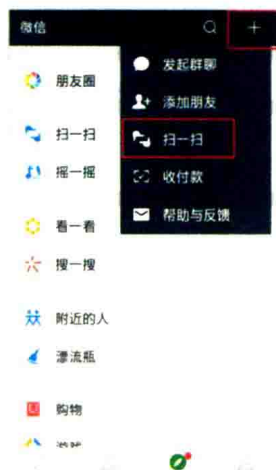 微信
发起群聊
添加朋友
扫一扫
收付款
帮助与反馈
朋友圈
扫一扫
摇一摇
看一看
搜一搜
附近的人
漂流瓶
购物
游戏